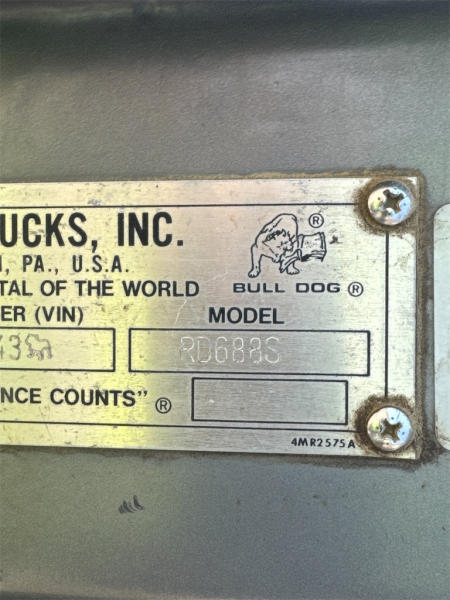 UCKS, INC.
®
, PA., U.S.A.
TAL OF THE WORLD
BULL DOG ®
ER (VIN) MODEL
RD688S
NCE COUNTS" ®
4MR2575A